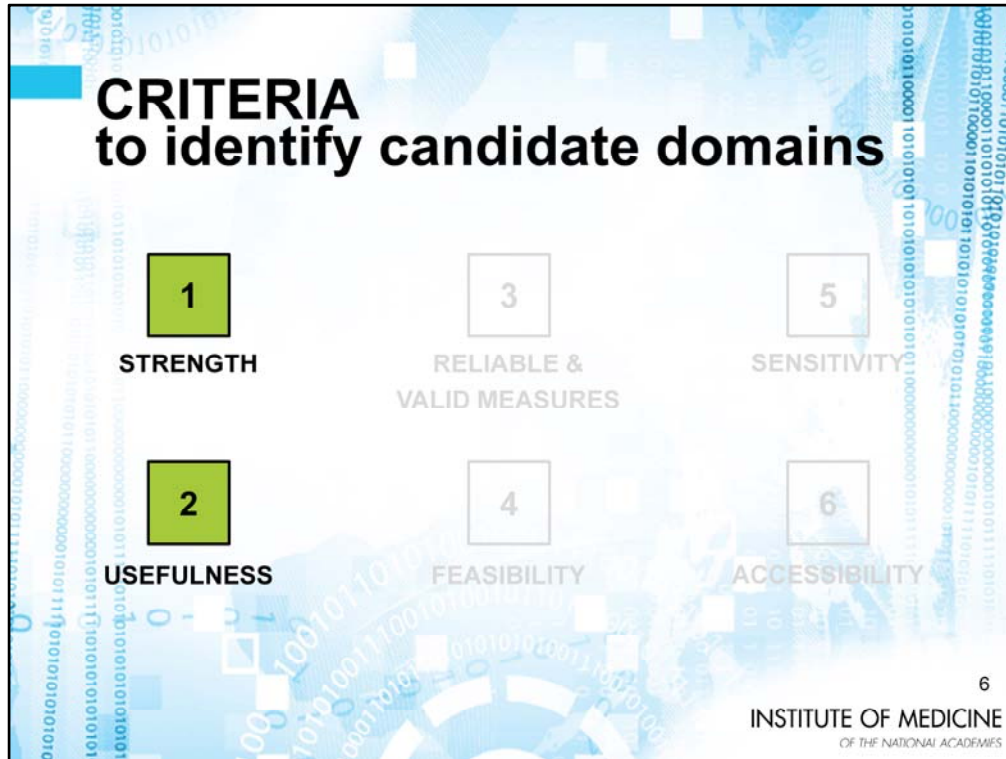 CRITERIA
to identify candidate domains
1
STRENGTH
2
USEFULNESS
3
RELIABLE &
VALID MEASURES
4
FEASIBILITY
5
SENSITIVITY
6
ACCESSIBILITY
6
INSTITUTE OF MEDICINE
OF THE NATIONAL ACADEMIES